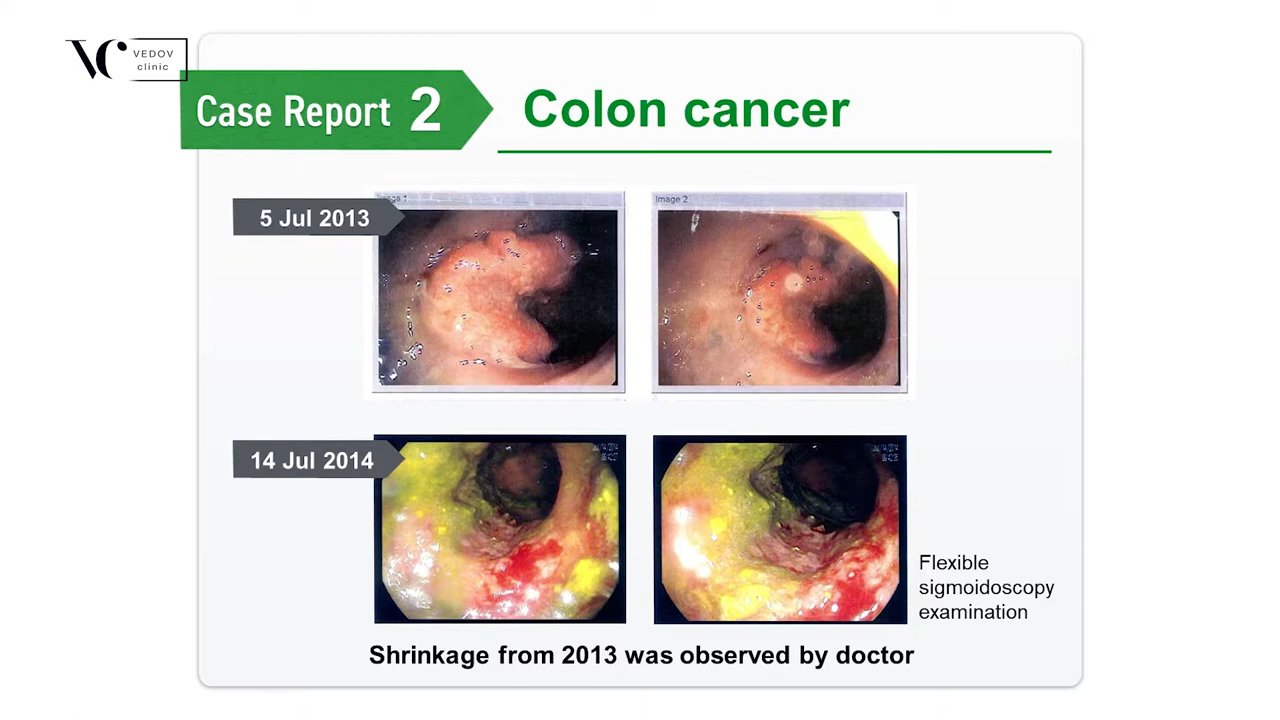 VEDOV
clinic
Case Report 2
Colon cancer
5 Jul 2013
Image 1
Image 2
14 Jul 2014
Flexible
sigmoidoscopy
examination
Shrinkage from 2013 was observed by doctor